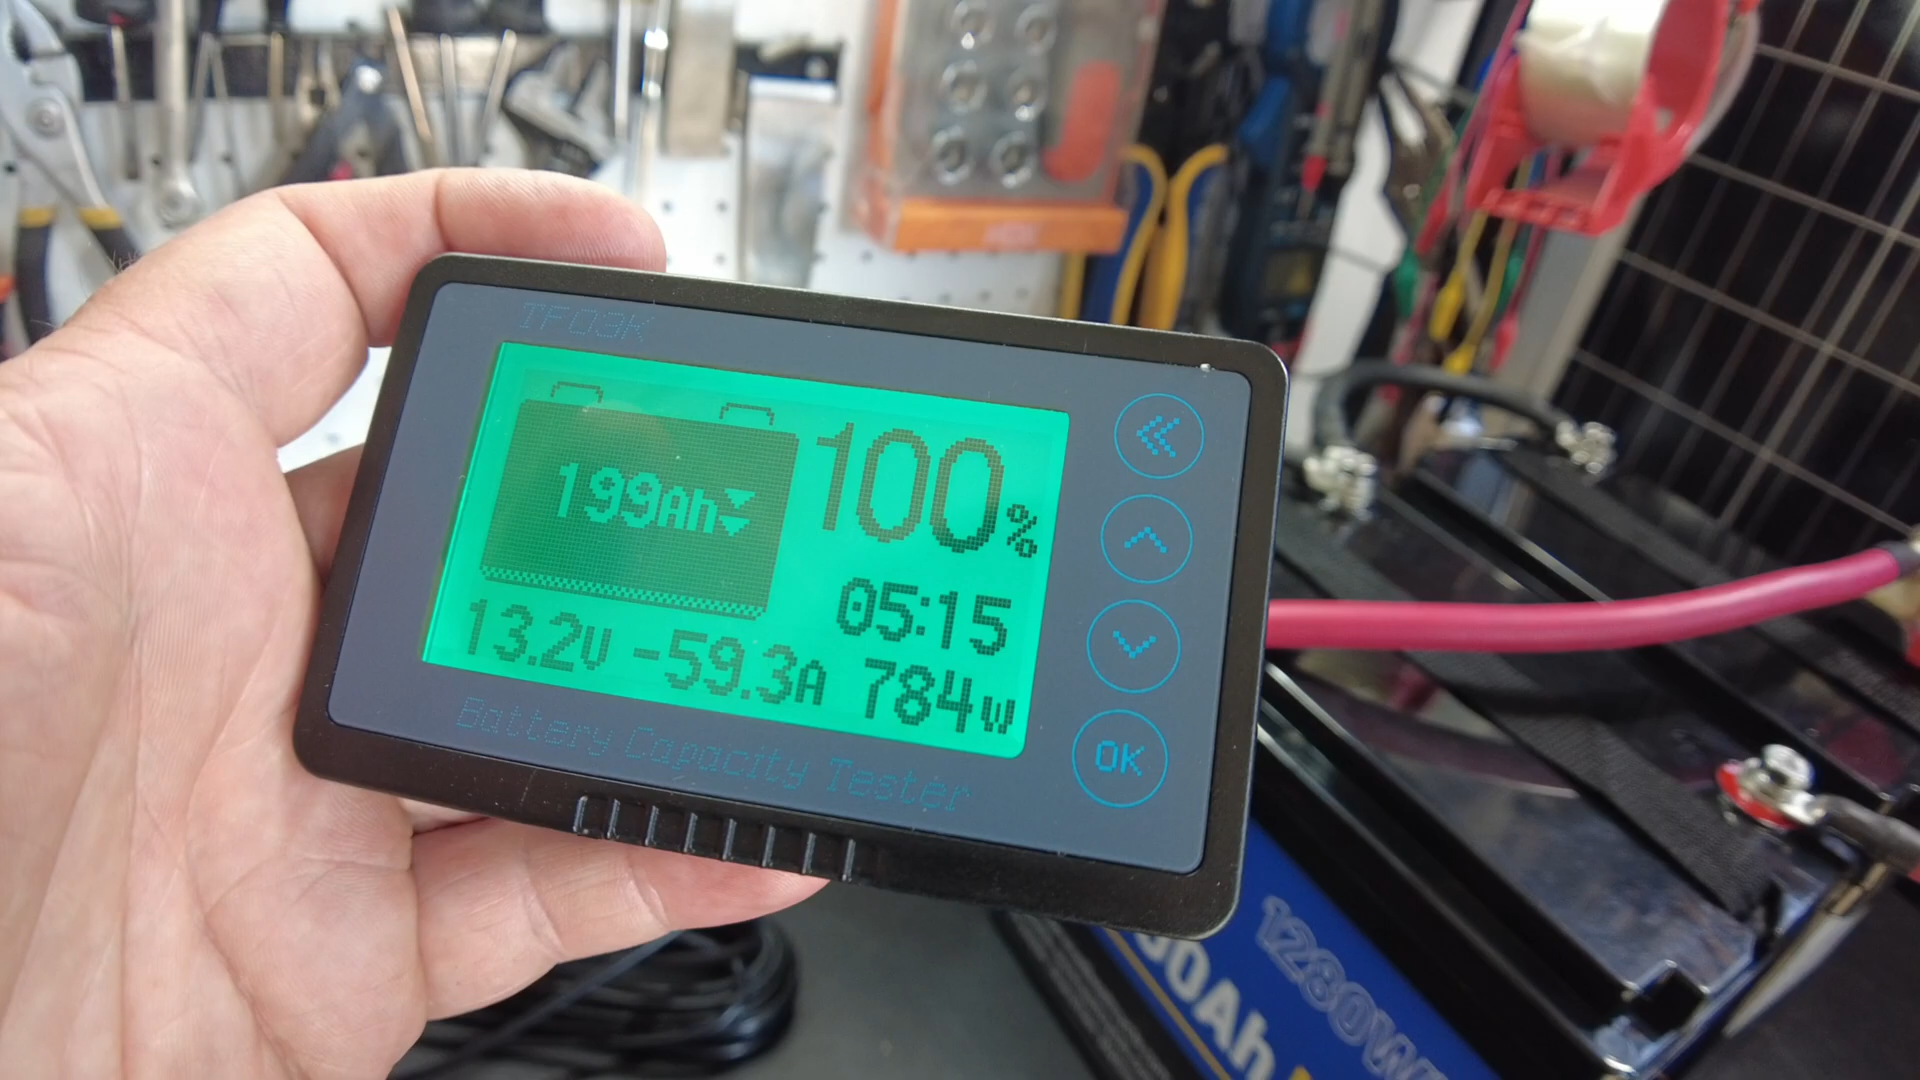 TF03K
199Ah
100%
05:15
13.2V -59.3A 784W
Battery Capacity Tester
OK
1280W
00Ah